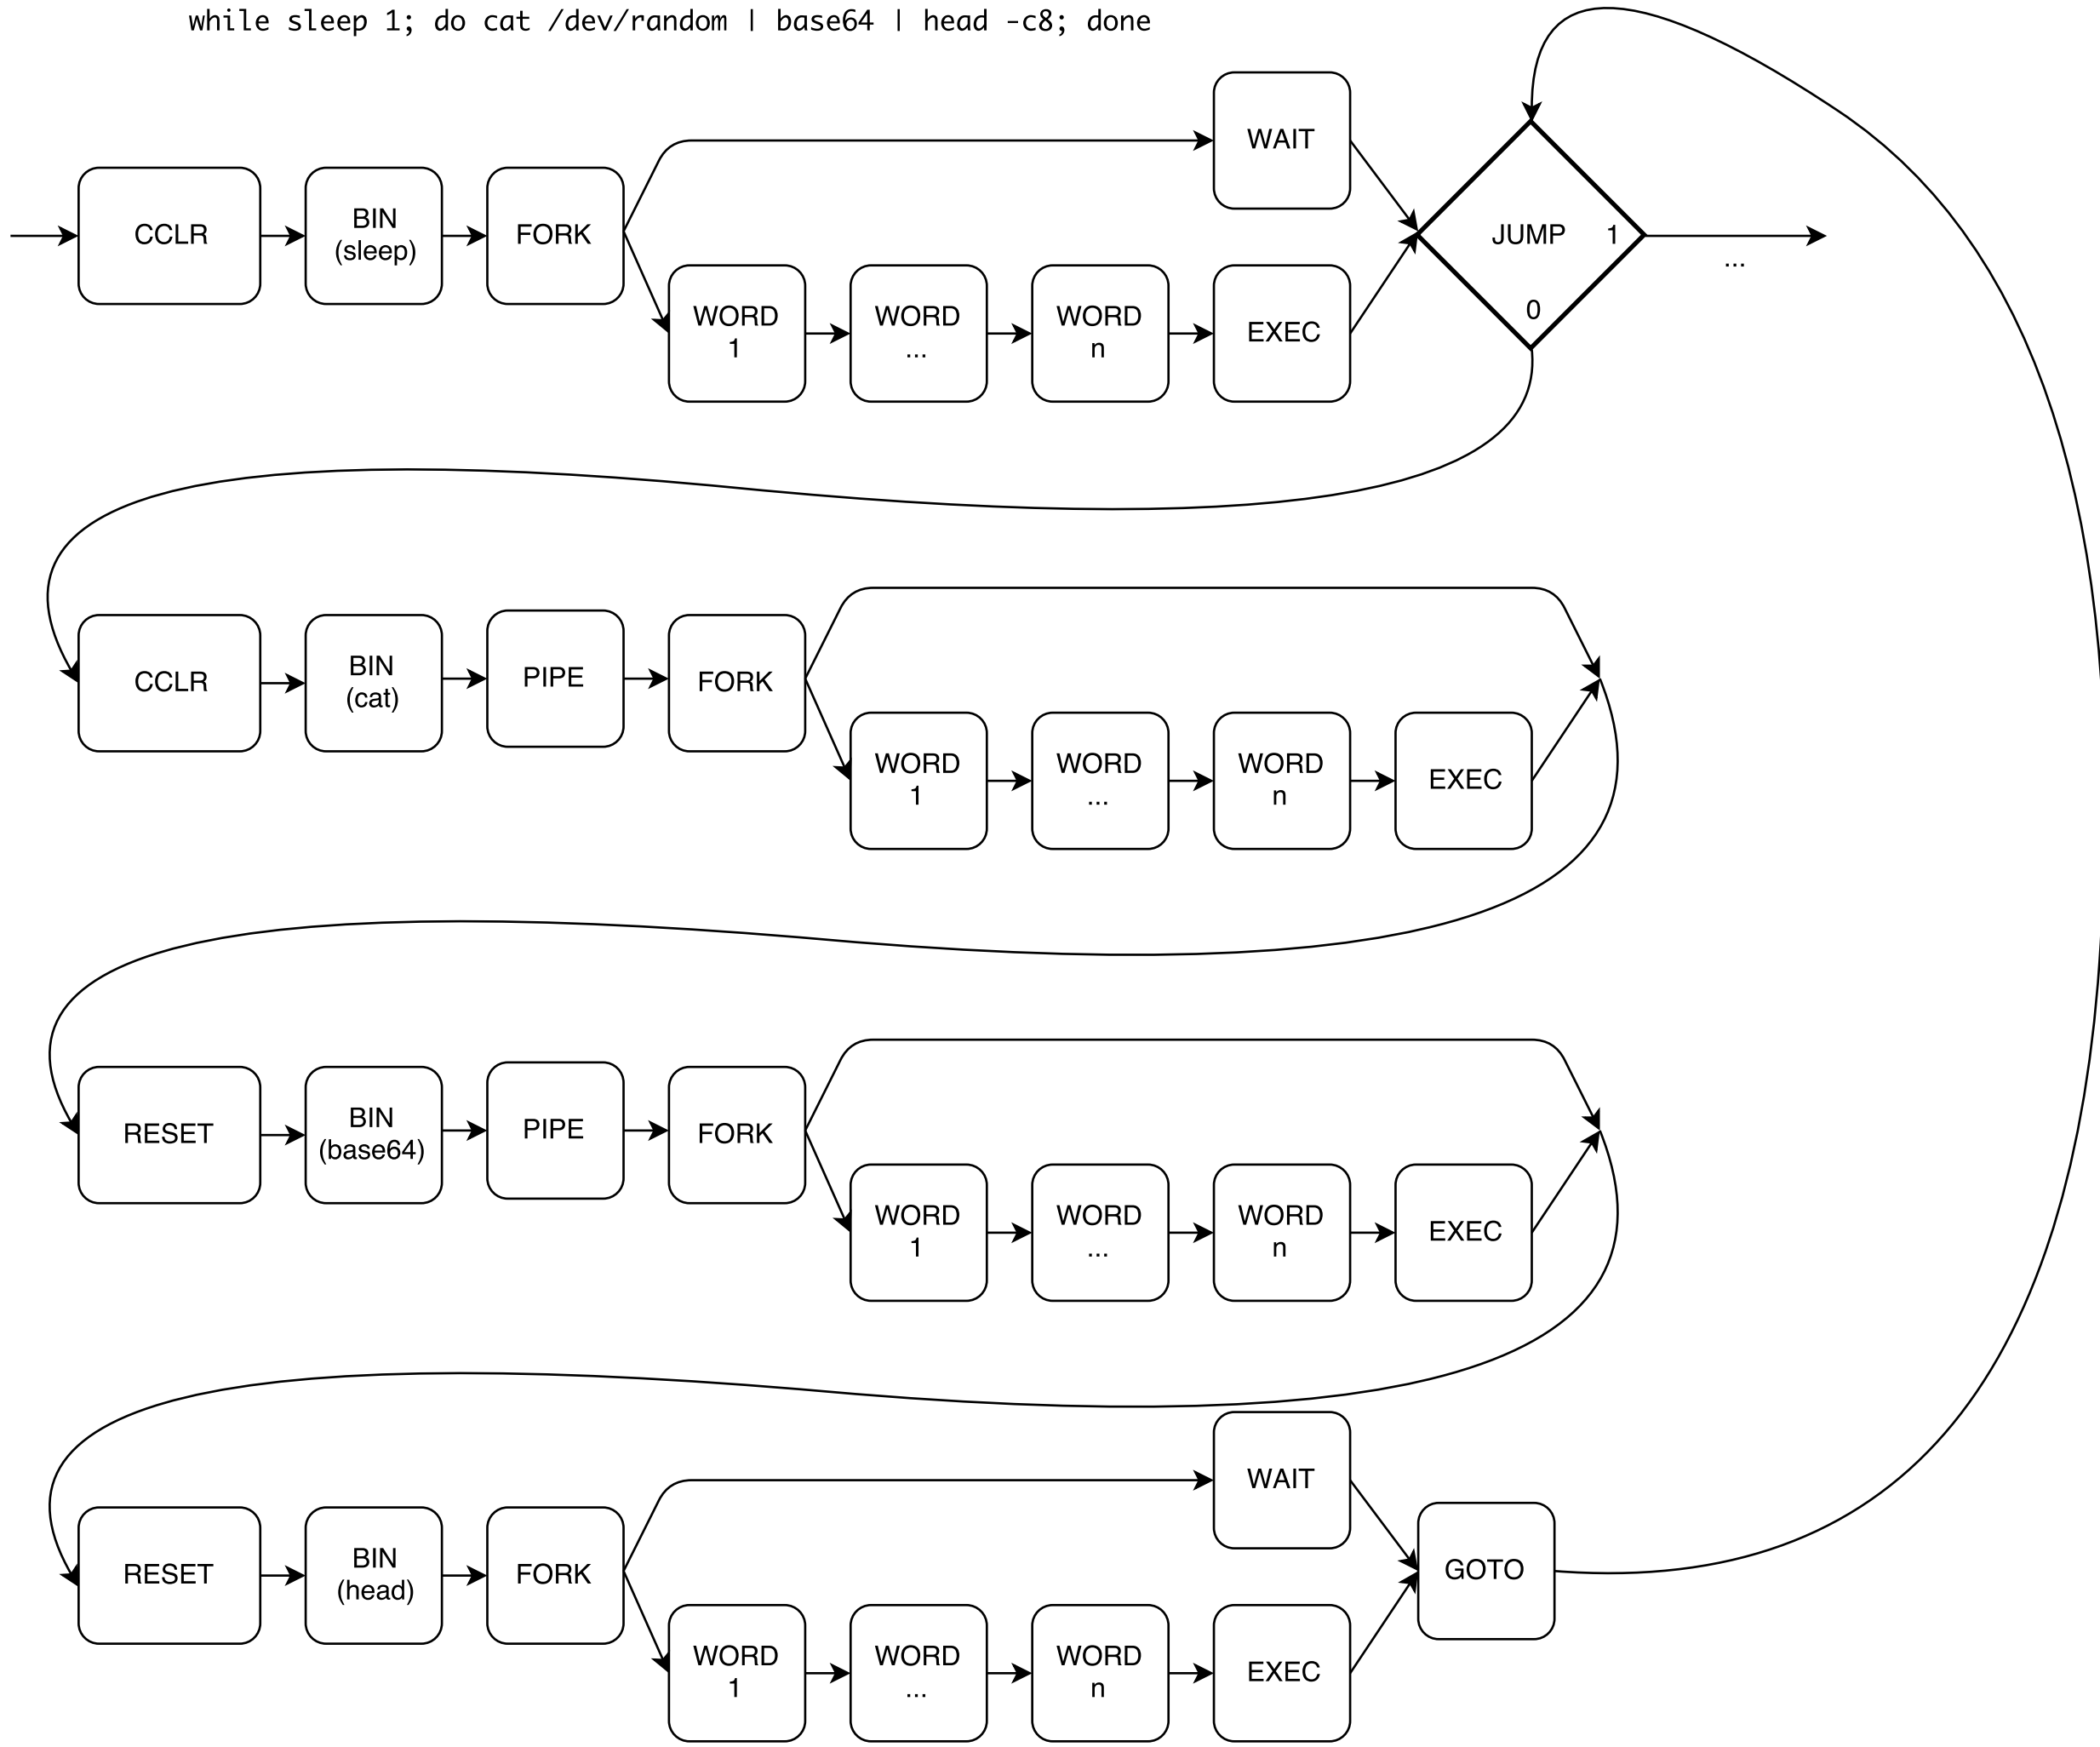 while sleep 1; do cat /dev/random | base64 | head -c8; done
WAIT
CCLR
BIN
(sleep)
FORK
JUMP
1
0
...
WORD
1
WORD
...
WORD
n
EXEC
CCLR
BIN
(cat)
PIPE
FORK
WORD
1
WORD
...
WORD
n
EXEC
RESET
BIN
(base64)
PIPE
FORK
WORD
1
WORD
...
WORD
n
EXEC
WAIT
RESET
BIN
(head)
FORK
GOTO
WORD
1
WORD
...
WORD
n
EXEC